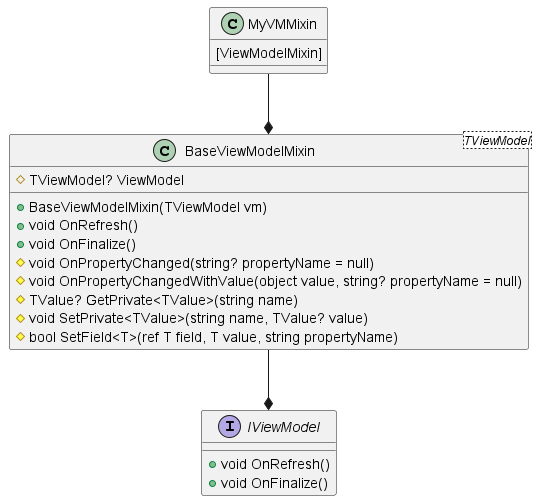 C MyVMMixin
[ViewModelMixin]
C BaseViewModelMixin
TViewModel
TViewModel? ViewModel
BaseViewModelMixin(TViewModel vm)
void OnRefresh()
void OnFinalize()
void OnPropertyChanged(string? propertyName = null)
void OnPropertyChangedWithValue(object value, string? propertyName = null)
TValue? GetPrivate<TValue>(string name)
void SetPrivate<TValue>(string name, TValue? value)
bool SetField<T>(ref T field, T value, string propertyName)
I IViewModel
void OnRefresh()
void OnFinalize()